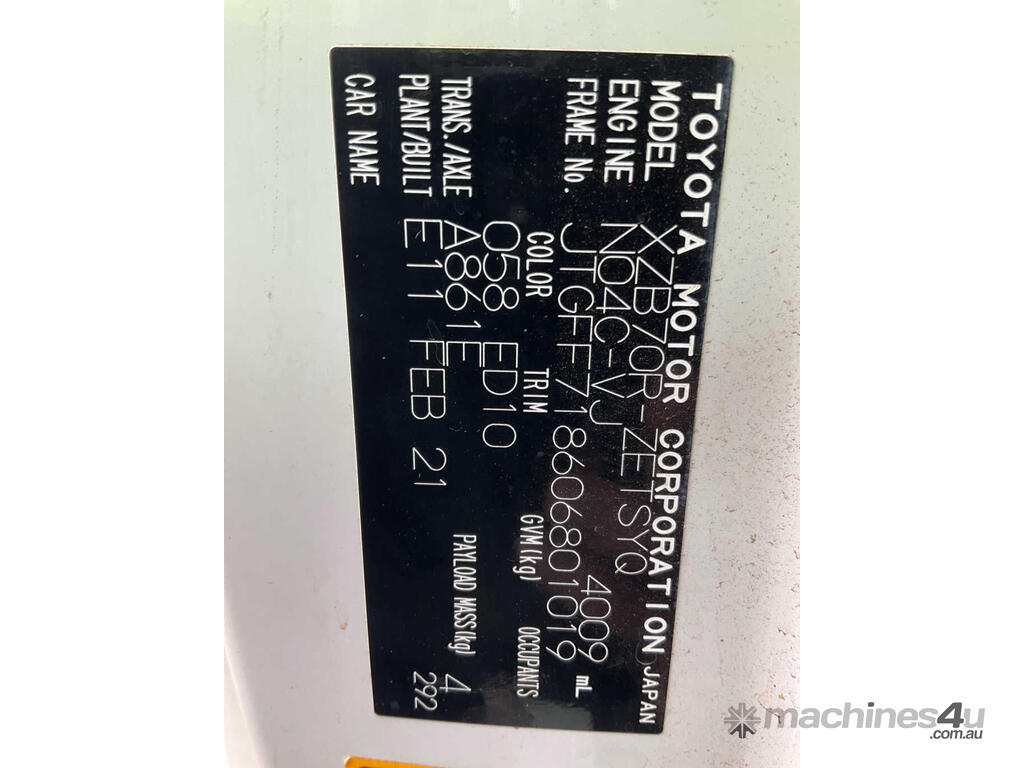 TOYOTA MOTOR CORPORATION JAPAN
MODEL XZB70R-ZETSYQ
ENGINE N04C-VJ 4009 mL
FRAME No. JTGFF718606801019
COLOR TRIM GVM(kg) OCCUPANTS
058 ED10
TRANS./AXLE A861E PAYLOAD MASS(kg) 4
PLANT/BUILT E11 FEB 21 292
CAR NAME
machines4u
.com.au